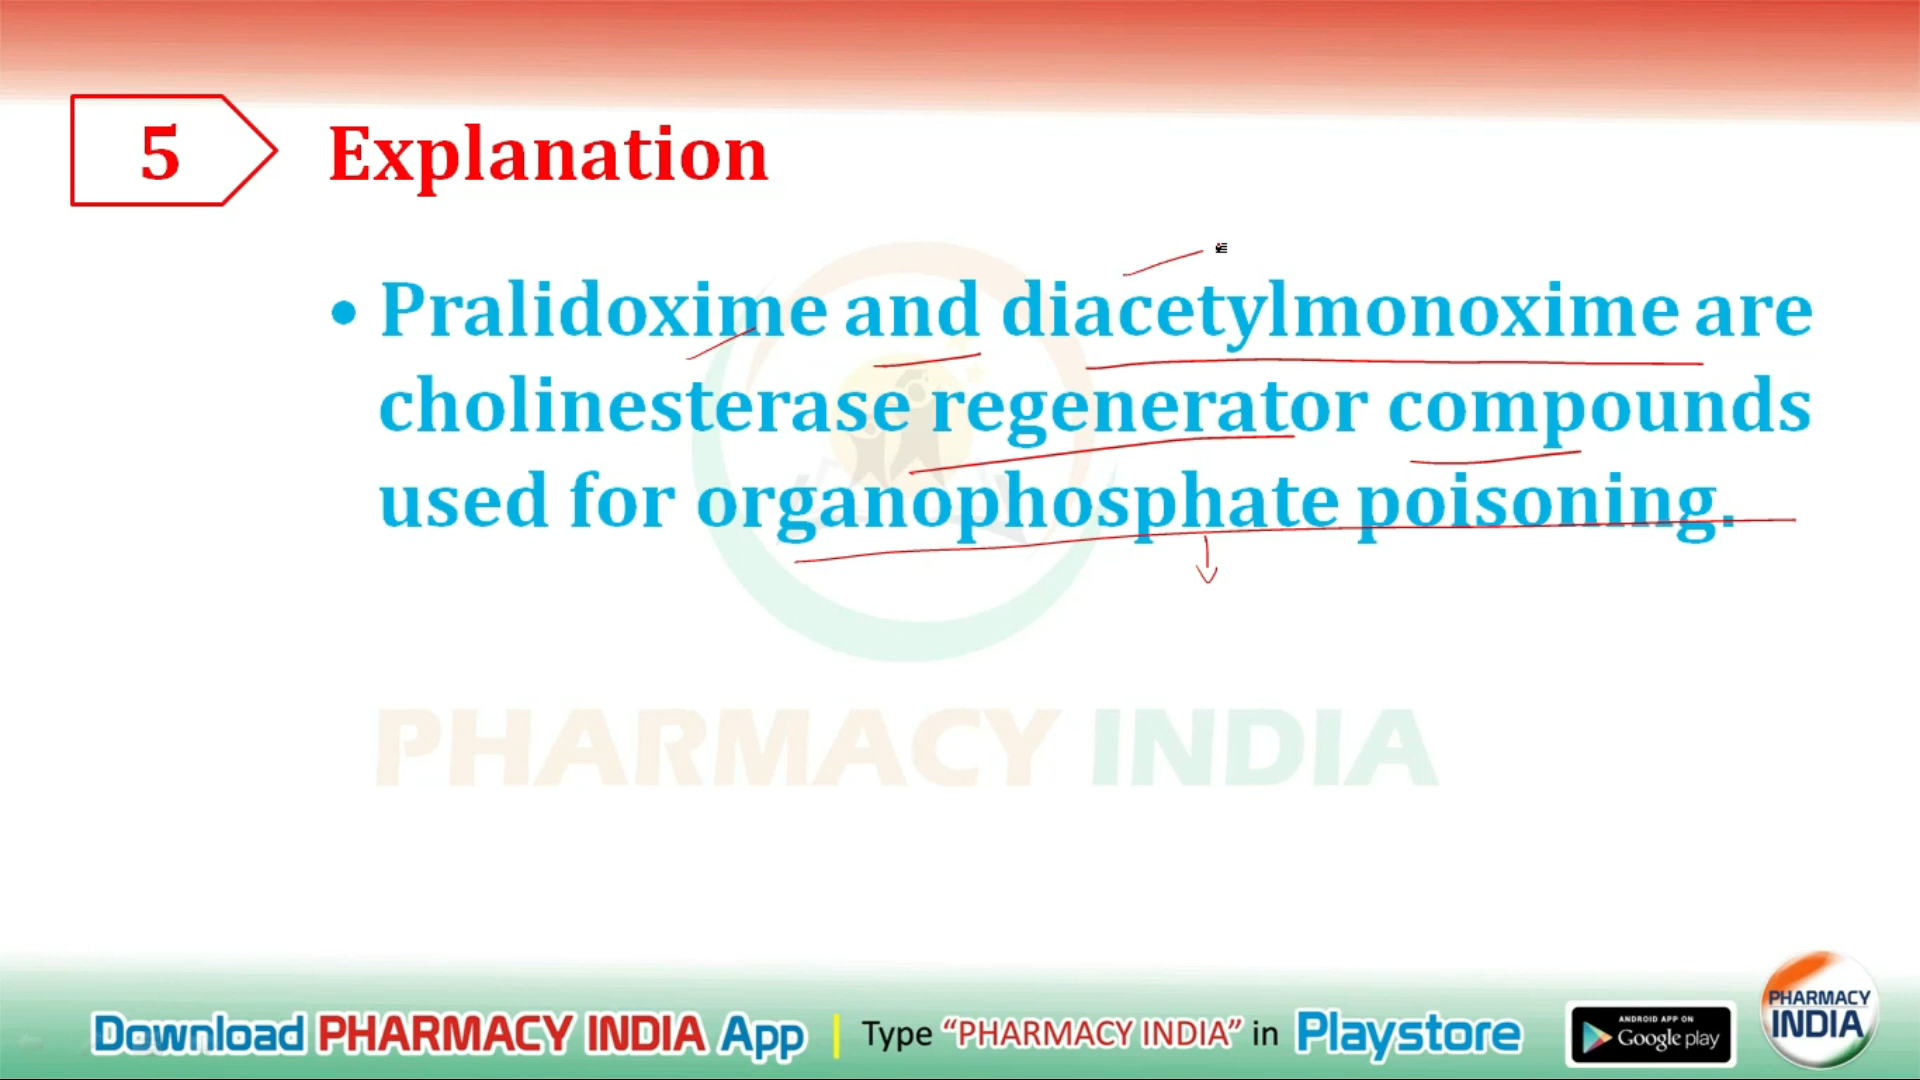 5 Explanation
• Pralidoxime and diacetylmonoxime are
cholinesterase regenerator compounds
used for organophosphate poisoning.
PHARMACY INDIA
Download PHARMACY INDIA App | Type “PHARMACY INDIA” in Playstore
ANDROID APP ON
Google play
PHARMACY
INDIA